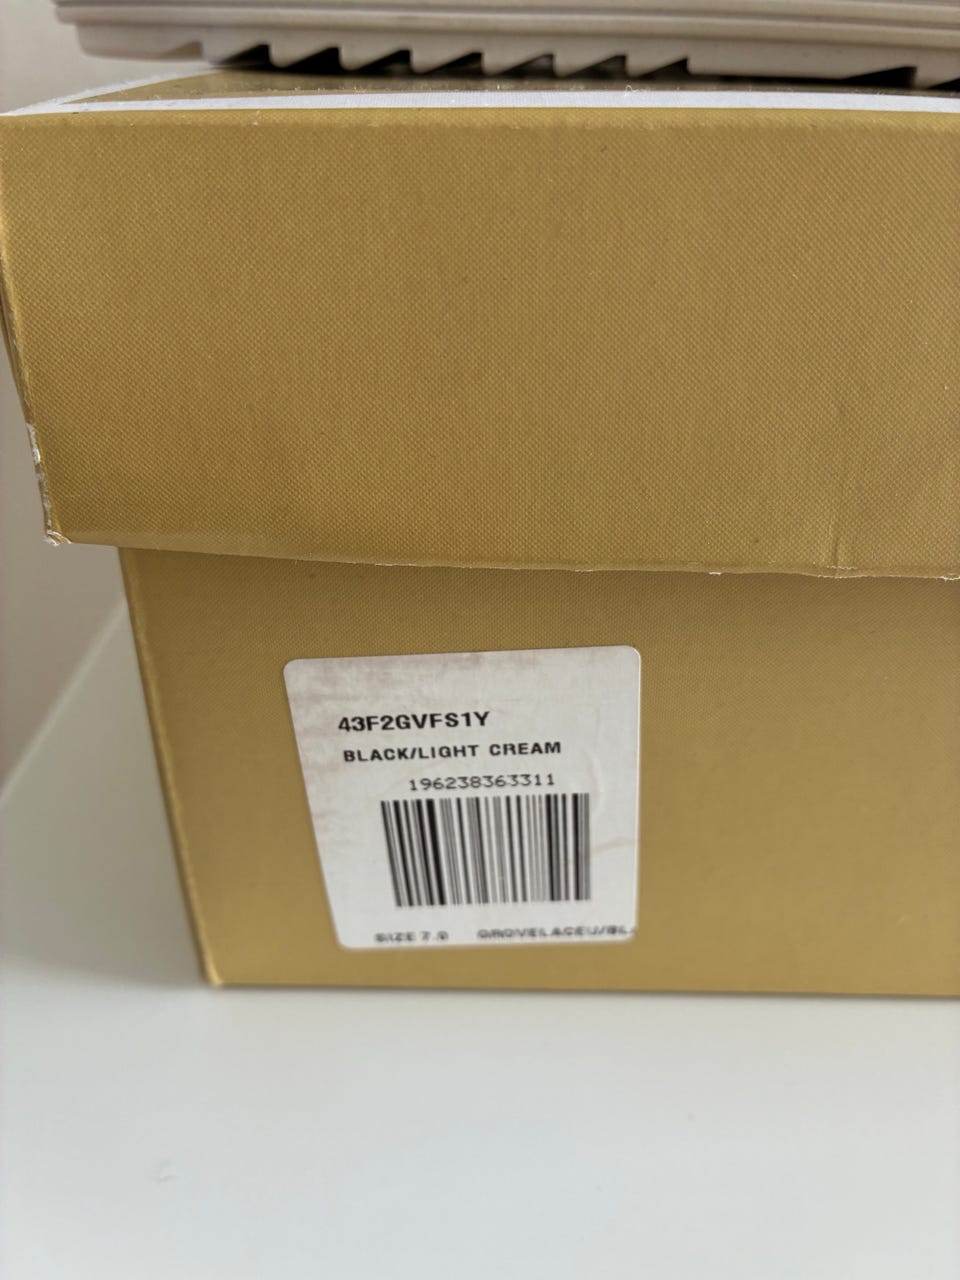 43F2GVFS1Y
BLACK/LIGHT CREAM
196238363311
SIZE 7.0